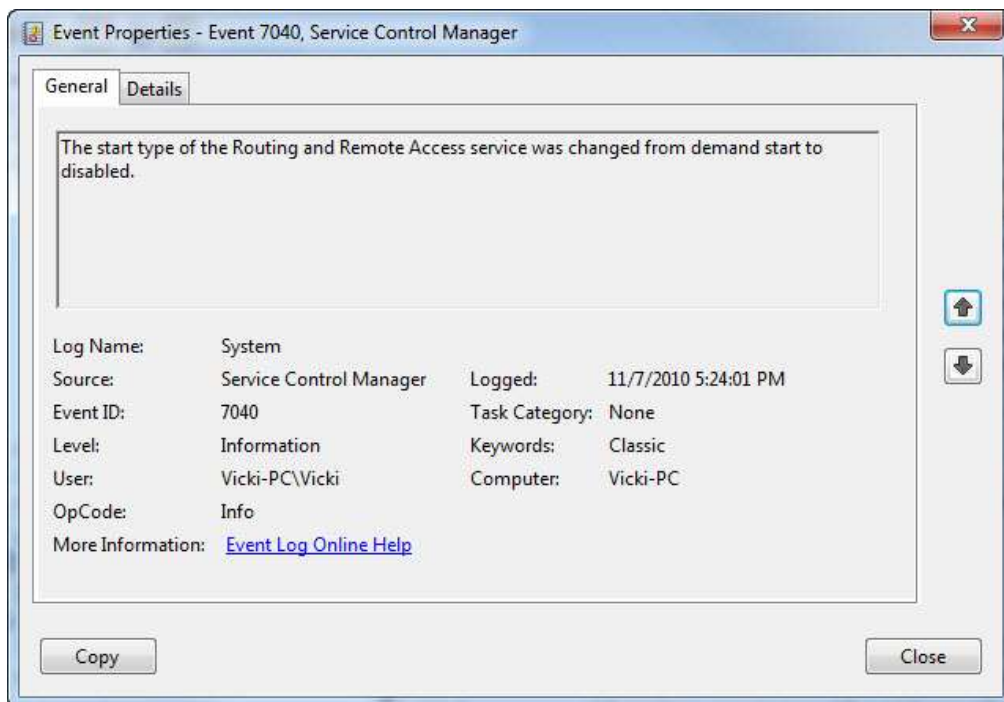 Event Properties - Event 7040, Service Control Manager
General Details
The start type of the Routing and Remote Access service was changed from demand start to
disabled.
Log Name: System
Source: Service Control Manager Logged: 11/7/2010 5:24:01 PM
Event ID: 7040 Task Category: None
Level: Information Keywords: Classic
User: Vicki-PC\Vicki Computer: Vicki-PC
OpCode: Info
More Information: Event Log Online Help
Copy Close